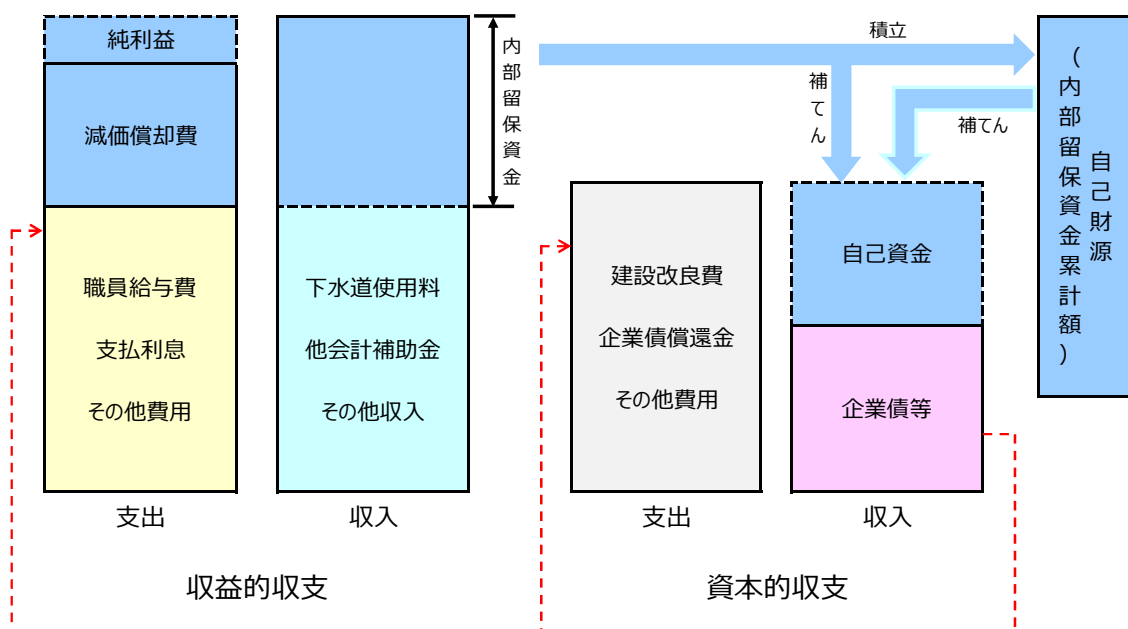 純利益
減価償却費
職員給与費
支払利息
その他費用
支出
下水道使用料
他会計補助金
その他収入
収入
内部留保資金
収益的収支
積立
補てん
補てん
建設改良費
企業債償還金
その他費用
支出
自己資金
企業債等
収入
資本的収支
自己財源
(内部留保資金累計額)